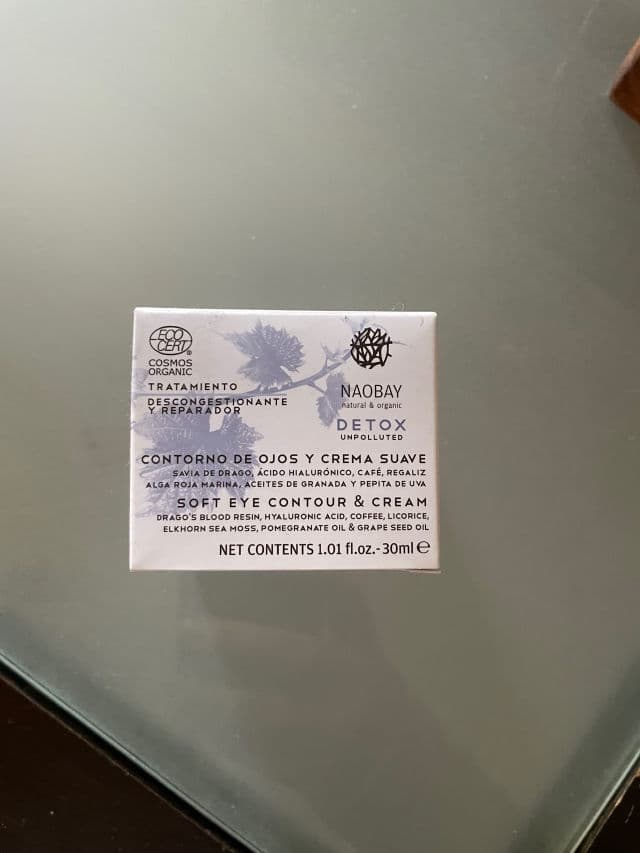 ECO
CERT®
COSMOS
ORGANIC
TRATAMIENTO
DESCONGESTIONANTE
Y REPARADOR
NAOBAY
natural & organic
DETOX
UNPOLLUTED
CONTORNO DE OJOS Y CREMA SUAVE
SAVIA DE DRAGO, ÁCIDO HIALURÓNICO, CAFÉ, REGALIZ
ALGA ROJA MARINA, ACEITES DE GRANADA Y PEPITA DE UVA
SOFT EYE CONTOUR & CREAM
DRAGO'S BLOOD RESIN, HYALURONIC ACID, COFFEE, LICORICE,
ELKHORN SEA MOSS, POMEGRANATE OIL & GRAPE SEED OIL
NET CONTENTS 1.01 fl.oz.-30ml ℮